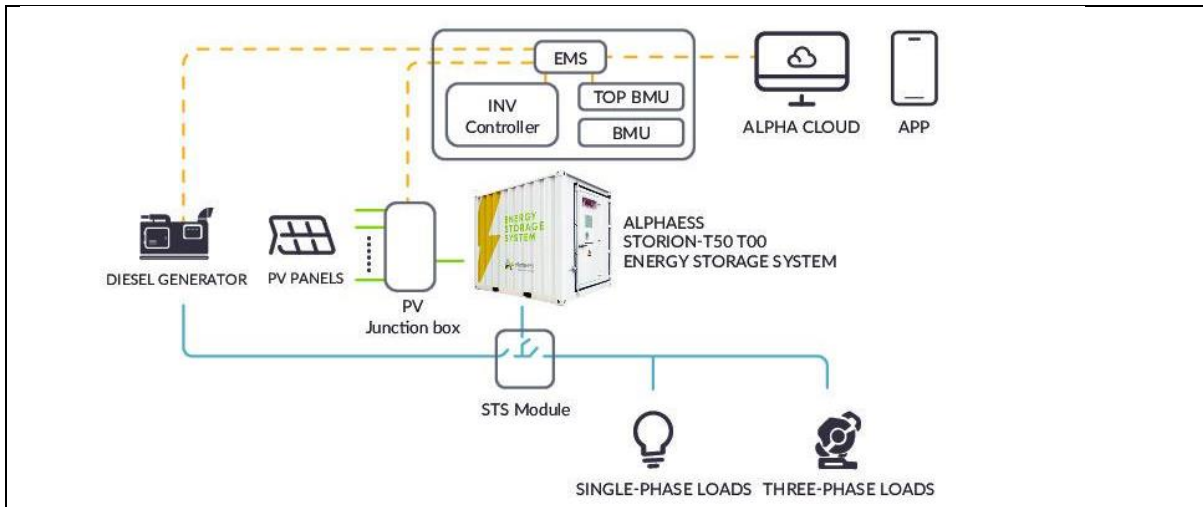 EMS
INV
Controller
TOP BMU
BMU
ALPHA CLOUD
APP
ENERGY
STORAGE
SYSTEM
ALPHAESS
STORION-T50 T00
ENERGY STORAGE SYSTEM
DIESEL GENERATOR
PV PANELS
PV
Junction box
STS Module
SINGLE-PHASE LOADS
THREE-PHASE LOADS